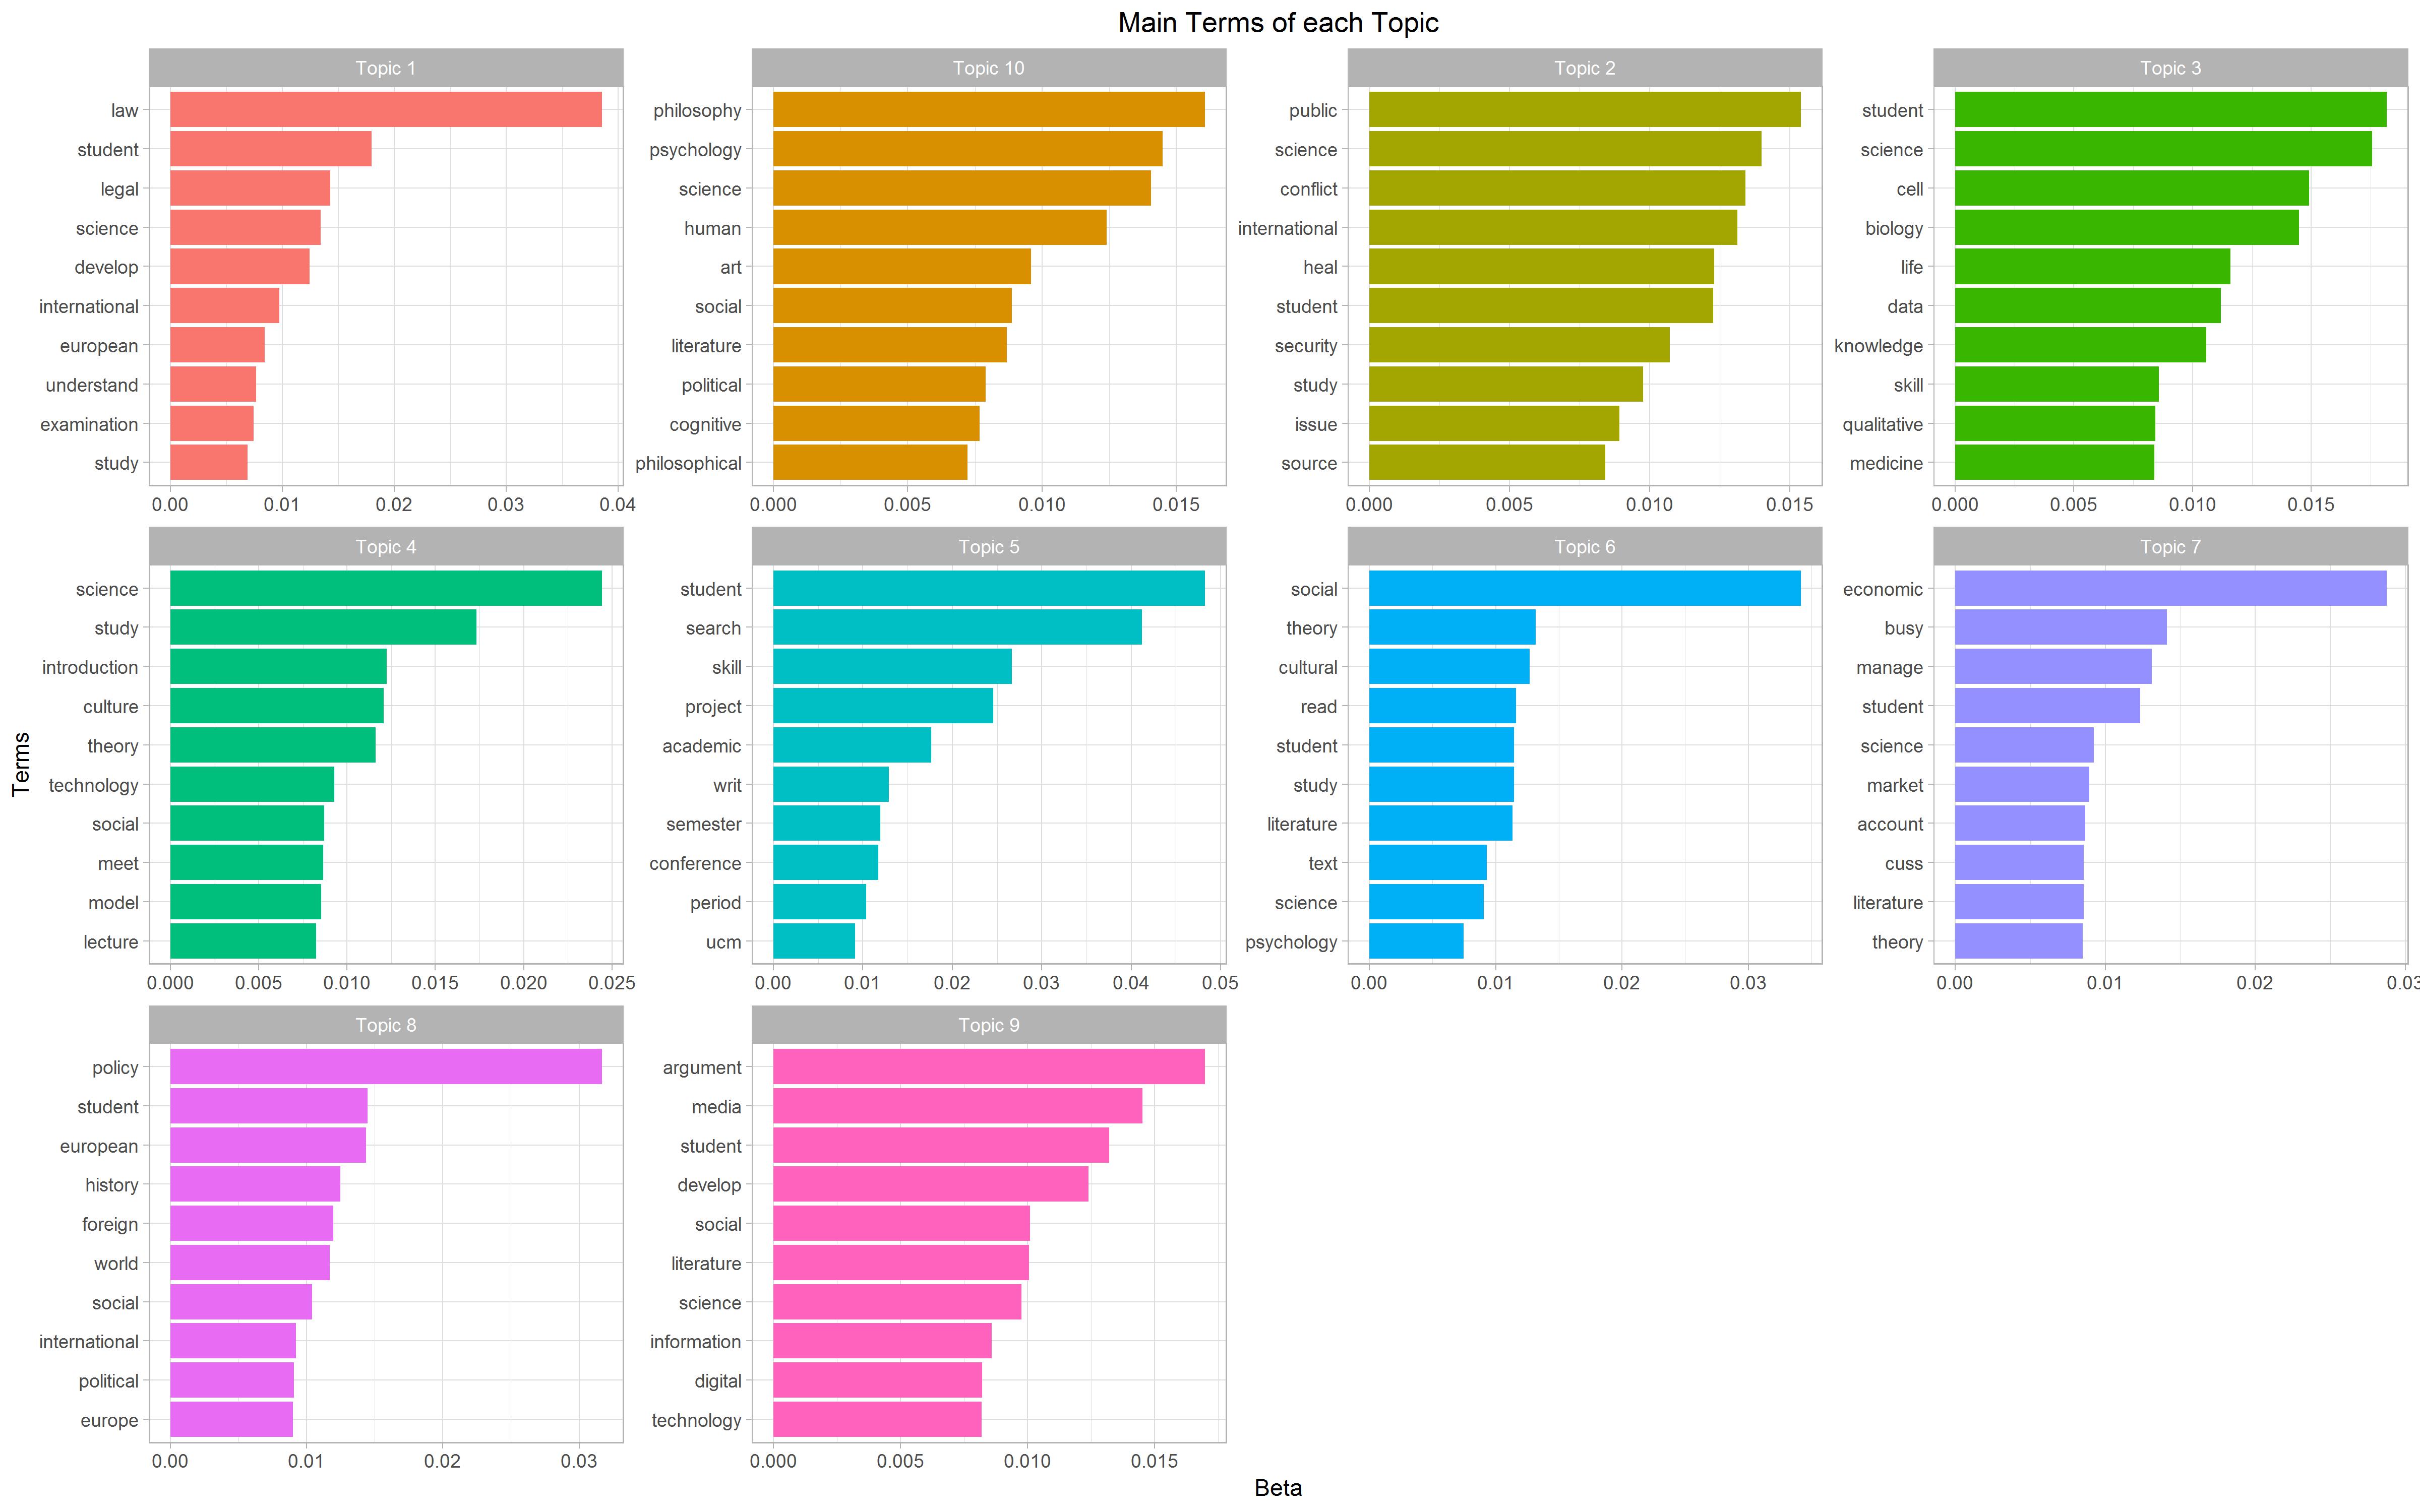 Main Terms of each Topic
Topic 1
law
student
legal
science
develop
international
european
understand
examination
study
0.00 0.01 0.02 0.03 0.04
Topic 10
philosophy
psychology
science
human
art
social
literature
political
cognitive
philosophical
0.000 0.005 0.010 0.015
Topic 2
public
science
conflict
international
heal
student
security
study
issue
source
0.000 0.005 0.010 0.015
Topic 3
student
science
cell
biology
life
data
knowledge
skill
qualitative
medicine
0.000 0.005 0.010 0.015
Terms
Topic 4
science
study
introduction
culture
theory
technology
social
meet
model
lecture
0.000 0.005 0.010 0.015 0.020 0.025
Topic 5
student
search
skill
project
academic
writ
semester
conference
period
ucm
0.00 0.01 0.02 0.03 0.04 0.05
Topic 6
social
theory
cultural
read
student
study
literature
text
science
psychology
0.00 0.01 0.02 0.03
Topic 7
economic
busy
manage
student
science
market
account
cuss
literature
theory
0.00 0.01 0.02 0.03
Topic 8
policy
student
european
history
foreign
world
social
international
political
europe
0.00 0.01 0.02 0.03
Topic 9
argument
media
student
develop
social
literature
science
information
digital
technology
0.000 0.005 0.010 0.015
Beta